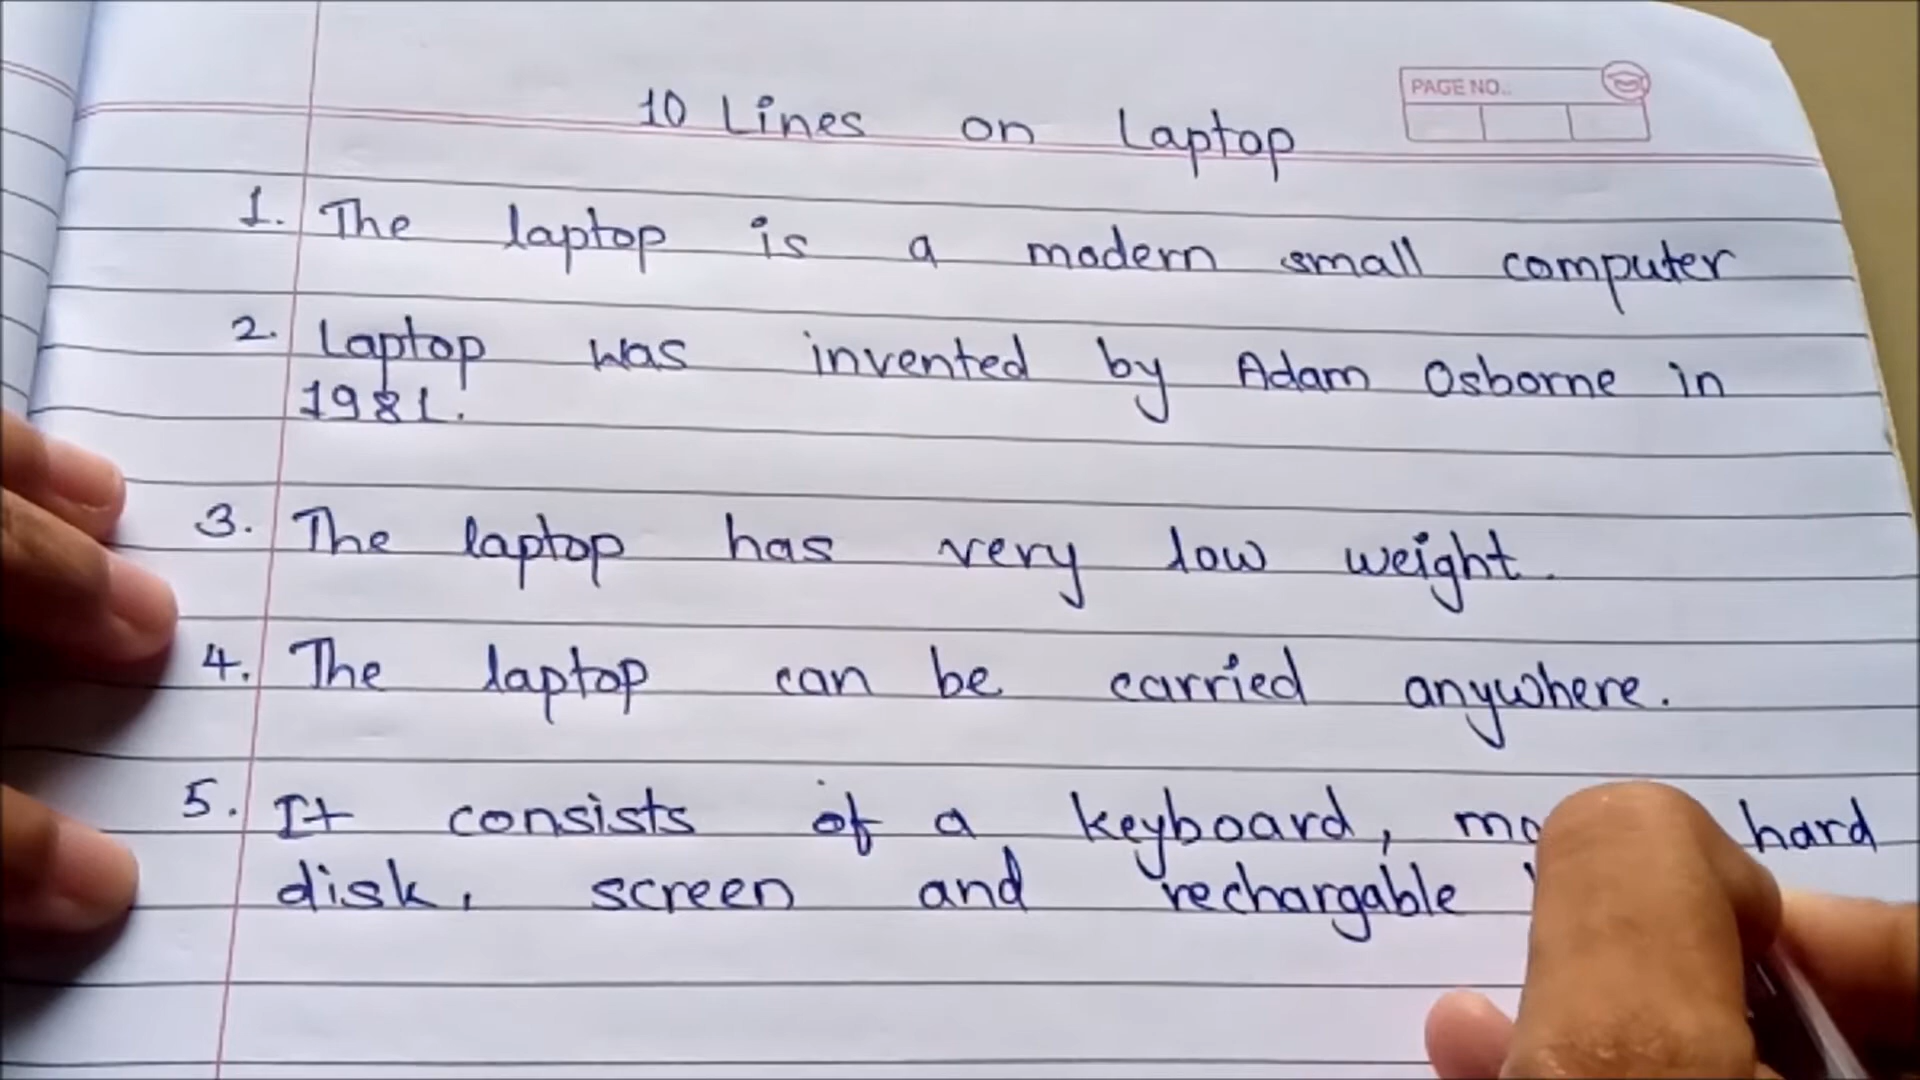 PAGE NO.:
10 Lines on Laptop
1. The laptop is a modern small computer
2. Laptop was invented by Adam Osborne in
1981.
3. The laptop has very low weight.
4. The laptop can be carried anywhere.
5. It consists of a keyboard, hard
disk, screen and rechargable